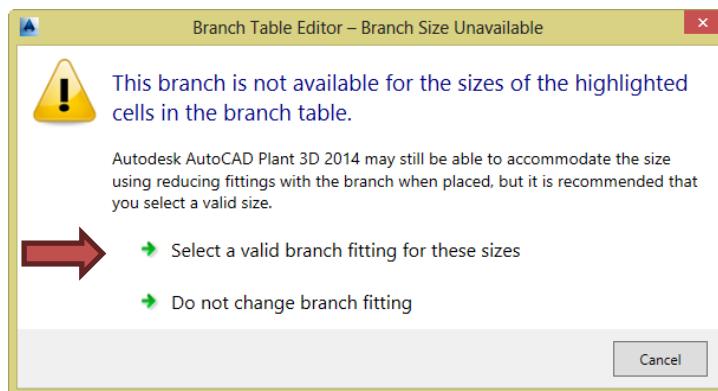 Branch Table Editor – Branch Size Unavailable
This branch is not available for the sizes of the highlighted
cells in the branch table.
Autodesk AutoCAD Plant 3D 2014 may still be able to accommodate the size
using reducing fittings with the branch when placed, but it is recommended that
you select a valid size.
Select a valid branch fitting for these sizes
Do not change branch fitting
Cancel